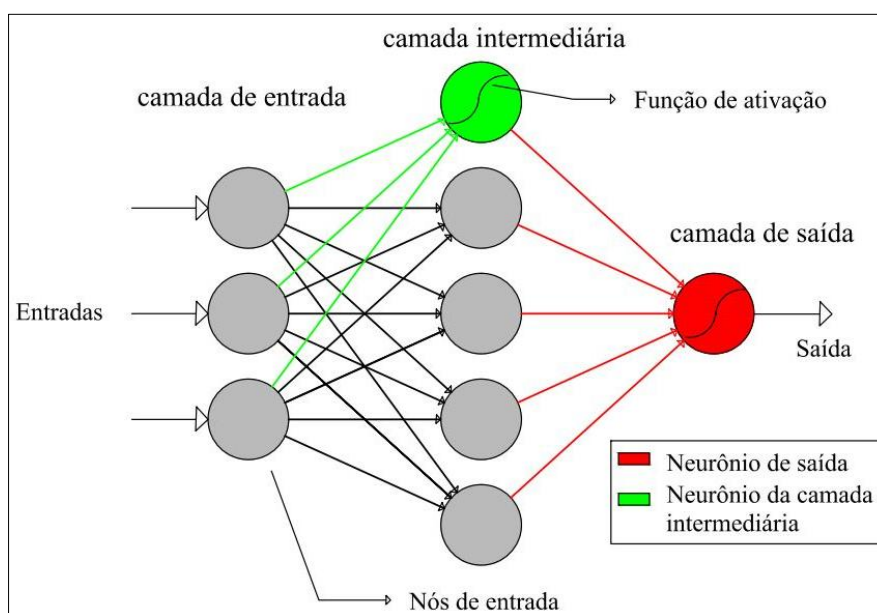 camada intermediária
camada de entrada
Função de ativação
camada de saída
Entradas
Saída
Neurônio de saída
Neurônio da camada
intermediária
Nós de entrada